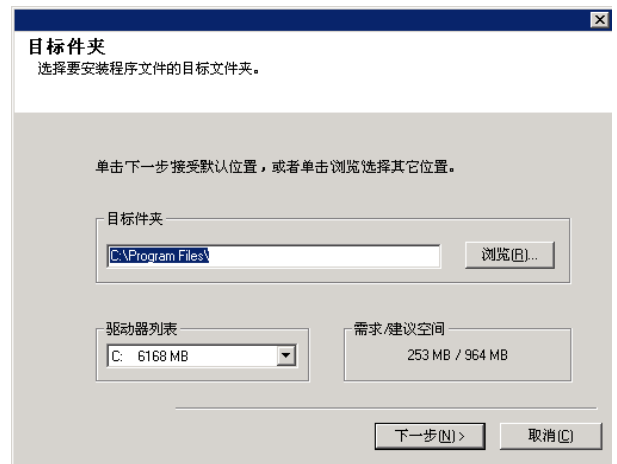 目标件夹
选择要安装程序文件的目标文件夹。
单击'下一步'接受默认位置，或者单击'浏览'选择其它位置。
目标件夹
C:\Program Files\
浏览(R)...
驱动器列表
C: 6168 MB
需求/建议空间
253 MB / 964 MB
下一步(N) >
取消(C)